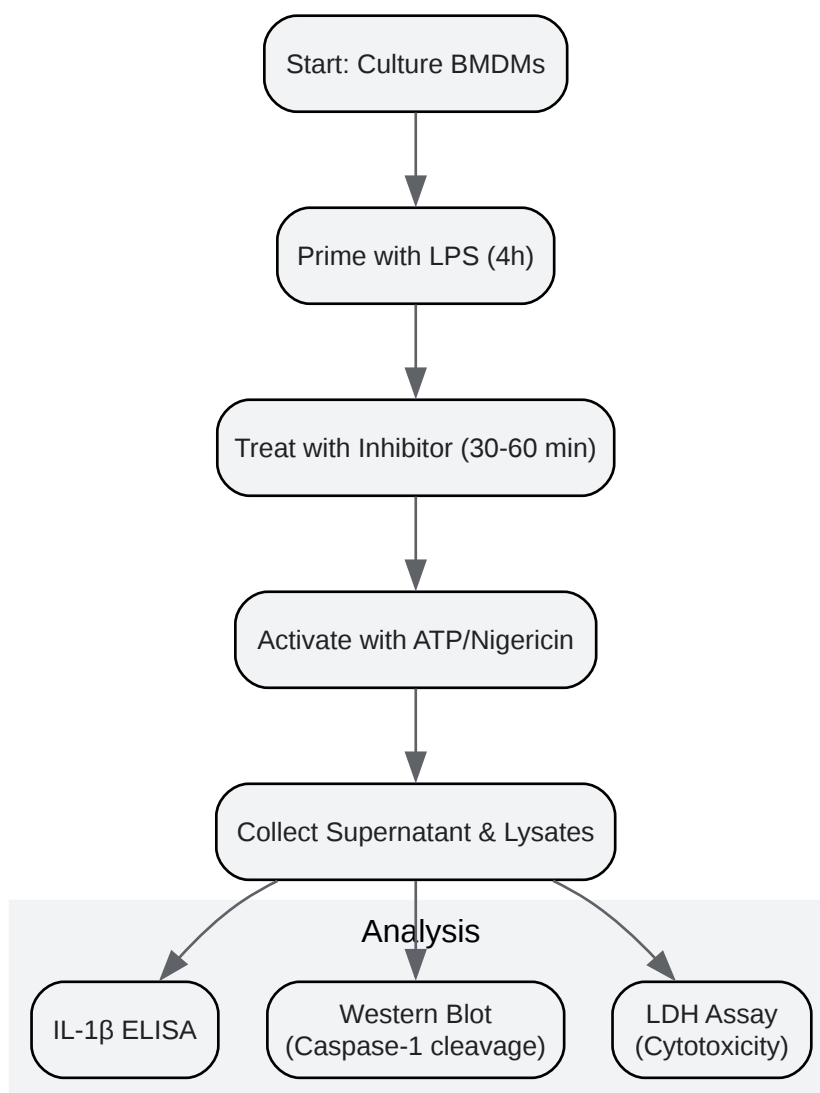 Start: Culture BMDMs
Prime with LPS (4h)
Treat with Inhibitor (30-60 min)
Activate with ATP/Nigericin
Collect Supernatant & Lysates
Analysis
IL-1β ELISA
Western Blot
(Caspase-1 cleavage)
LDH Assay
(Cytotoxicity)